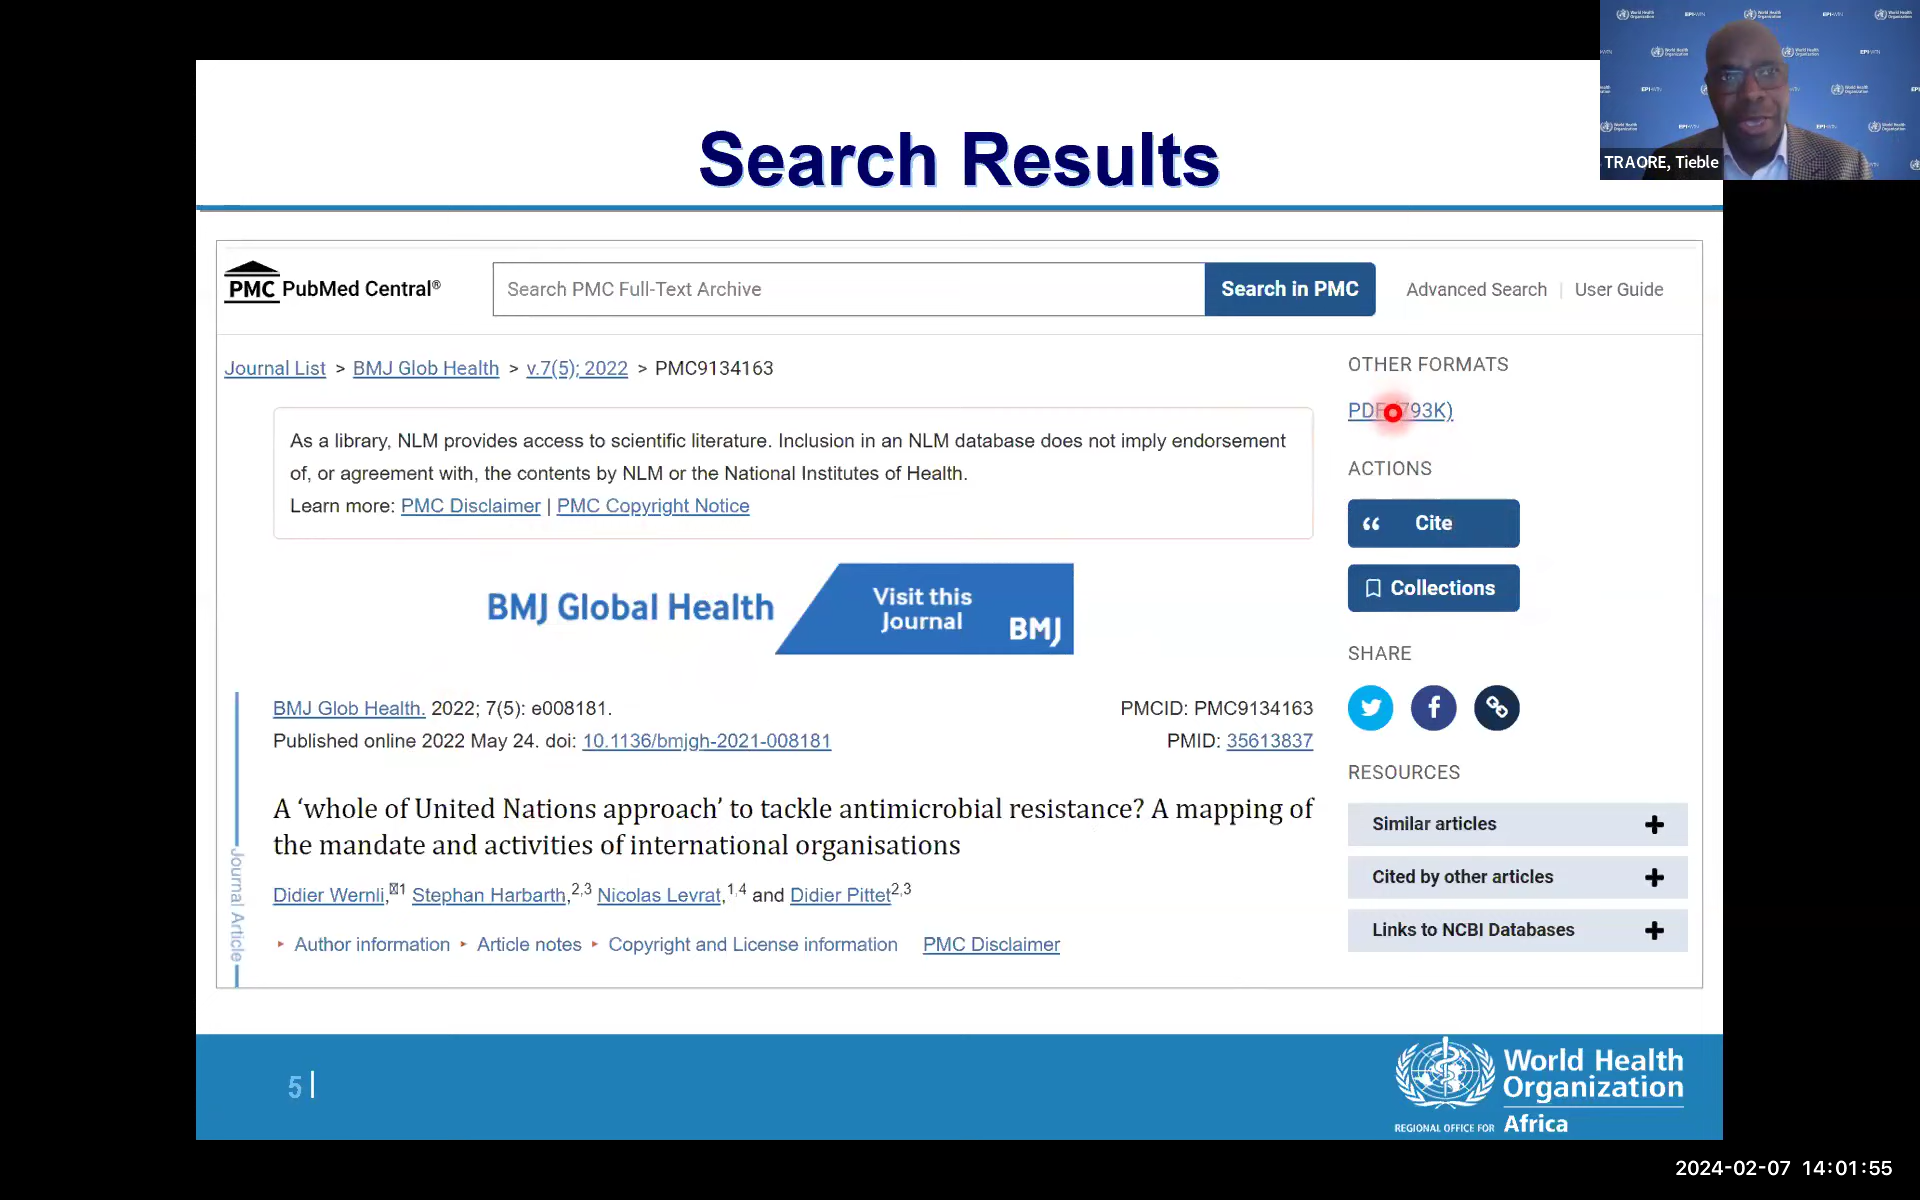 World Health Organization
EPI-WIN
TRAORE, Tieble
Search Results
PMC PubMed Central®
Search PMC Full-Text Archive
Search in PMC
Advanced Search | User Guide
Journal List > BMJ Glob Health > v.7(5); 2022 > PMC9134163
As a library, NLM provides access to scientific literature. Inclusion in an NLM database does not imply endorsement
of, or agreement with, the contents by NLM or the National Institutes of Health.
Learn more: PMC Disclaimer | PMC Copyright Notice
BMJ Global Health
Visit this
Journal
BMJ
BMJ Glob Health. 2022; 7(5): e008181.
Published online 2022 May 24. doi: 10.1136/bmjgh-2021-008181
PMCID: PMC9134163
PMID: 35613837
A ‘whole of United Nations approach’ to tackle antimicrobial resistance? A mapping of
the mandate and activities of international organisations
Didier Wernli,1 Stephan Harbarth,2,3 Nicolas Levrat,1,4 and Didier Pittet2,3
Author information Article notes Copyright and License information PMC Disclaimer
Journal Article
OTHER FORMATS
PDF (793K)
ACTIONS
Cite
Collections
SHARE
RESOURCES
Similar articles
Cited by other articles
Links to NCBI Databases
5 |
World Health
Organization
REGIONAL OFFICE FOR Africa
2024-02-07 14:01:55